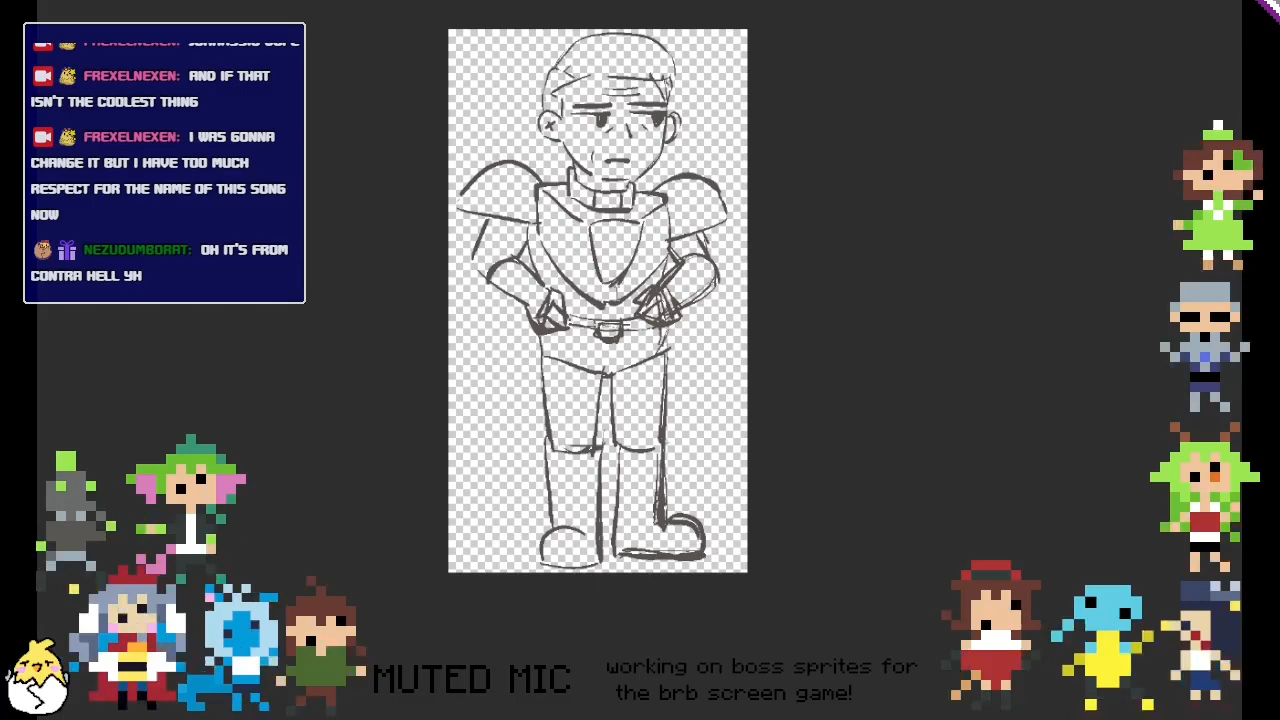 FREXELNEXEN: AND IF THAT
ISN'T THE COOLEST THING
FREXELNEXEN: I WAS GONNA
CHANGE IT BUT I HAVE TOO MUCH
RESPECT FOR THE NAME OF THIS SONG
NOW
NEZUDUMBORAT: OH IT'S FROM
CONTRA HELL YH
MUTED MIC
working on boss sprites for
the brb screen game!